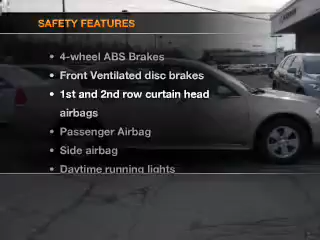 SAFETY FEATURES
• 4-wheel ABS Brakes
• Front Ventilated disc brakes
• 1st and 2nd row curtain head
airbags
• Passenger Airbag
• Side airbag
• Daytime running lights